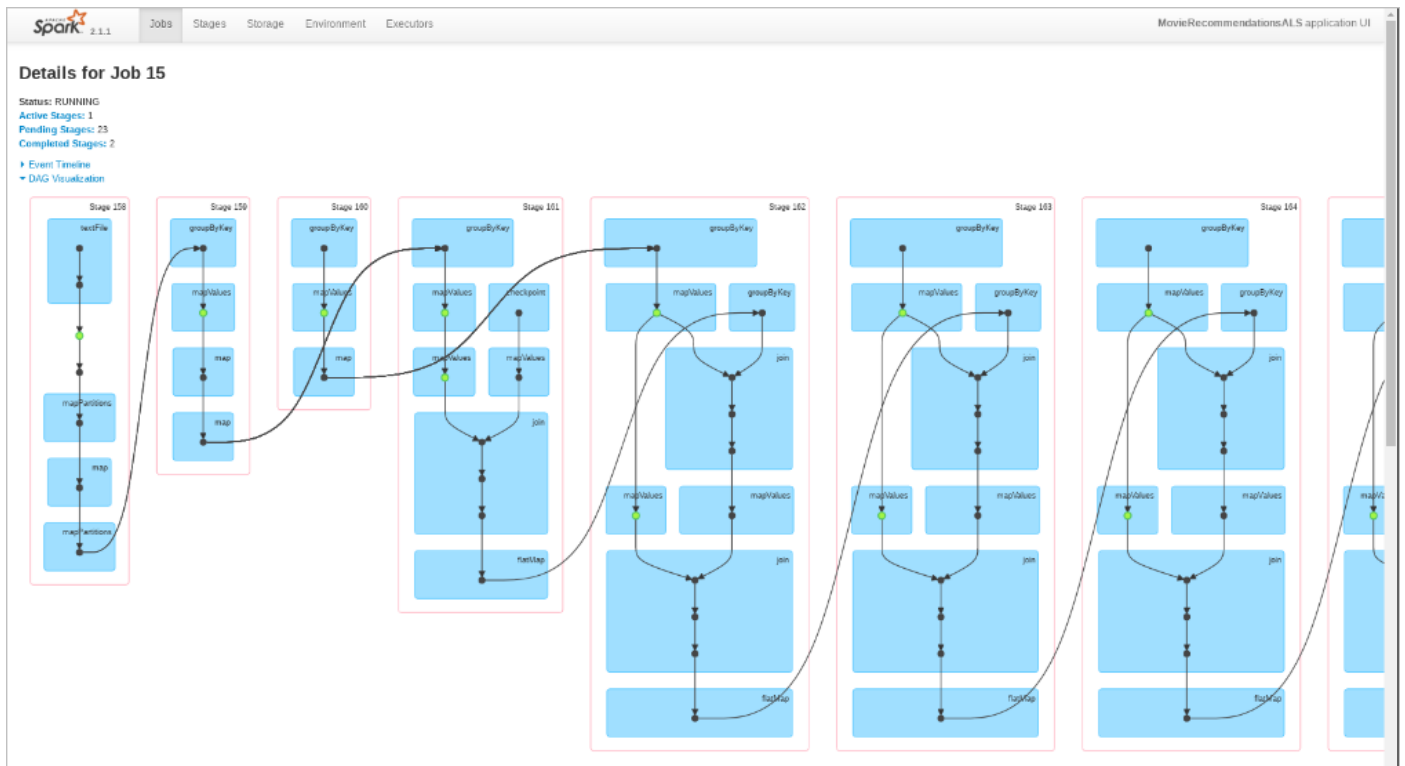 APACHE
Spark 2.1.1 Jobs Stages Storage Environment Executors MovieRecommendationsALS application UI
Details for Job 15
Status: RUNNING
Active Stages: 1
Pending Stages: 23
Completed Stages: 2
Event Timeline
DAG Visualization
Stage 158
textFile
mapPartitions
map
mapPartitions
Stage 159
groupByKey
mapValues
map
map
Stage 160
groupByKey
mapValues
map
Stage 161
groupByKey
mapValues checkpoint
mapValues mapValues
join
flatMap
Stage 162
groupByKey
mapValues groupByKey
join
mapValues mapValues
join
flatMap
Stage 163
groupByKey
mapValues groupByKey
join
mapValues mapValues
join
flatMap
Stage 164
groupByKey
mapValues groupByKey
join
mapValues mapValues
join
flatMap